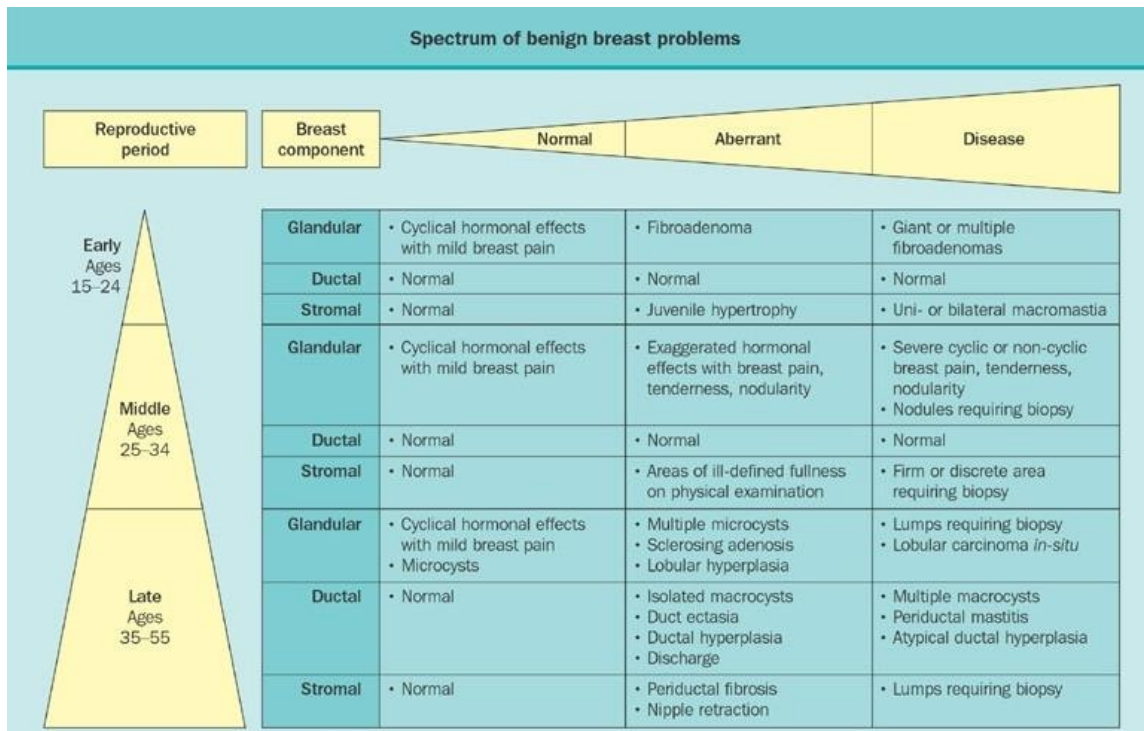 Spectrum of benign breast problems
Reproductive
period
Breast
component
Normal
Aberrant
Disease
Early
Ages
15–24
Glandular
• Cyclical hormonal effects
with mild breast pain
• Fibroadenoma
• Giant or multiple
fibroadenomas
Ductal
• Normal
• Normal
• Normal
Stromal
• Normal
• Juvenile hypertrophy
• Uni- or bilateral macromastia
Middle
Ages
25–34
Glandular
• Cyclical hormonal effects
with mild breast pain
• Exaggerated hormonal
effects with breast pain,
tenderness, nodularity
• Severe cyclic or non-cyclic
breast pain, tenderness,
nodularity
• Nodules requiring biopsy
Ductal
• Normal
• Normal
• Normal
Stromal
• Normal
• Areas of ill-defined fullness
on physical examination
• Firm or discrete area
requiring biopsy
Late
Ages
35–55
Glandular
• Cyclical hormonal effects
with mild breast pain
• Microcysts
• Multiple microcysts
• Sclerosing adenosis
• Lobular hyperplasia
• Lumps requiring biopsy
• Lobular carcinoma in-situ
Ductal
• Normal
• Isolated macrocysts
• Duct ectasia
• Ductal hyperplasia
• Discharge
• Multiple macrocysts
• Periductal mastitis
• Atypical ductal hyperplasia
Stromal
• Normal
• Periductal fibrosis
• Nipple retraction
• Lumps requiring biopsy